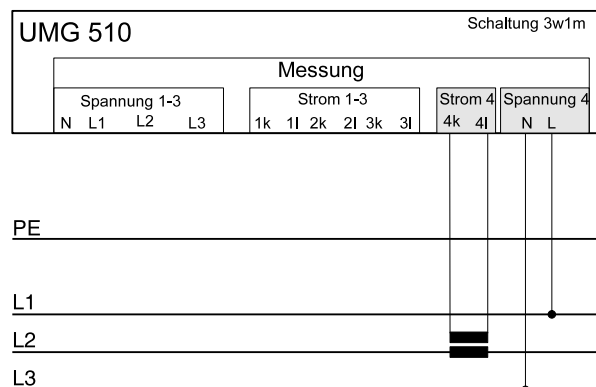 UMG 510
Schaltung 3w1m
Messung
Spannung 1-3
Strom 1-3
Strom 4
Spannung 4
N L1 L2 L3
1k 1l 2k 2l 3k 3l
4k 4l
N L
PE
L1
L2
L3